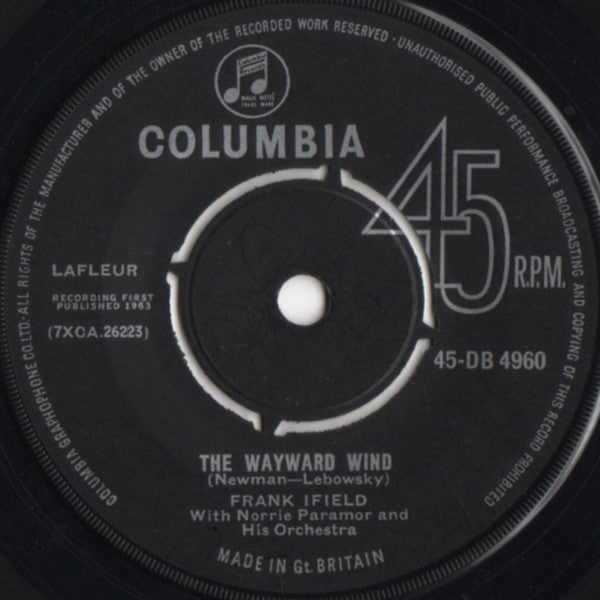 COLUMBIA GRAPHOPHONE CO. LTD. ALL RIGHTS OF THE MANUFACTURER AND OF THE OWNER OF THE RECORDED WORK RESERVED · UNAUTHORISED PUBLIC PERFORMANCE BROADCASTING AND COPYING OF THIS RECORD PROHIBITED
Columbia
Records
MAGIC NOTES
TRADE MARK
COLUMBIA
45
R.P.M.
LAFLEUR
RECORDING FIRST
PUBLISHED 1963
(7XCA.26223)
45-DB 4960
THE WAYWARD WIND
(Newman—Lebowsky)
FRANK IFIELD
With Norrie Paramor and
His Orchestra
MADE IN Gt. BRITAIN